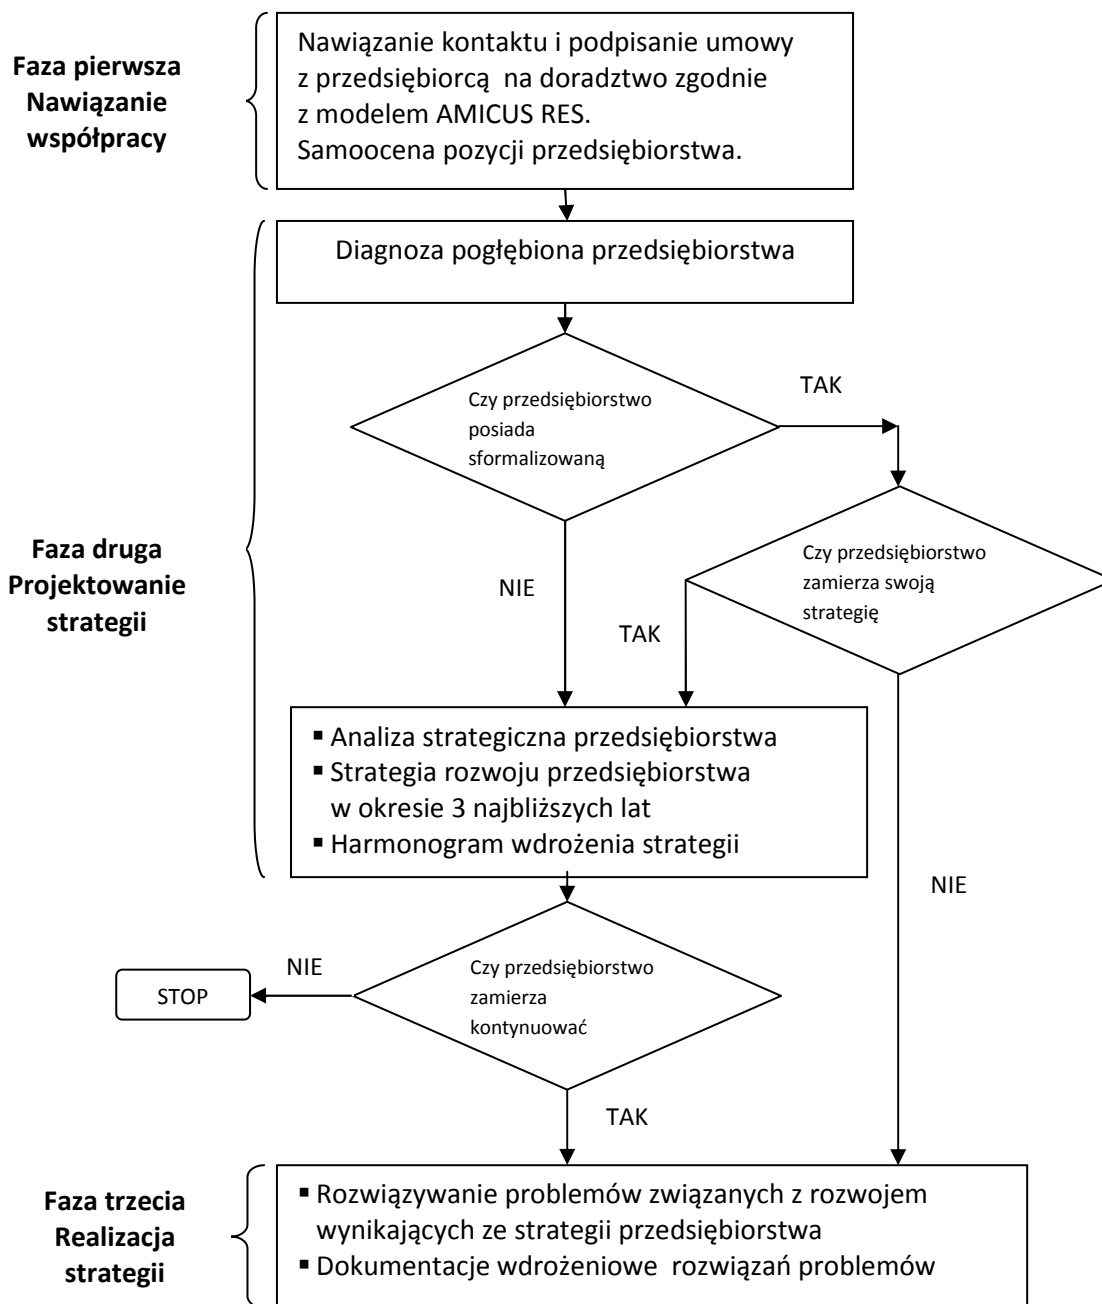 Faza pierwsza
Nawiązanie
współpracy
Nawiązanie kontaktu i podpisanie umowy
z przedsiębiorcą na doradztwo zgodnie
z modelem AMICUS RES.
Samoocena pozycji przedsiębiorstwa.
Diagnoza pogłębiona przedsiębiorstwa
Czy przedsiębiorstwo
posiada
sformalizowaną
TAK
Faza druga
Projektowanie
strategii
NIE
Czy przedsiębiorstwo
zamierza swoją
strategię
TAK
▪ Analiza strategiczna przedsiębiorstwa
▪ Strategia rozwoju przedsiębiorstwa
w okresie 3 najbliższych lat
▪ Harmonogram wdrożenia strategii
NIE
Czy przedsiębiorstwo
zamierza
kontynuować
NIE
STOP
TAK
Faza trzecia
Realizacja
strategii
▪ Rozwiązywanie problemów związanych z rozwojem
wynikających ze strategii przedsiębiorstwa
▪ Dokumentacje wdrożeniowe rozwiązań problemów